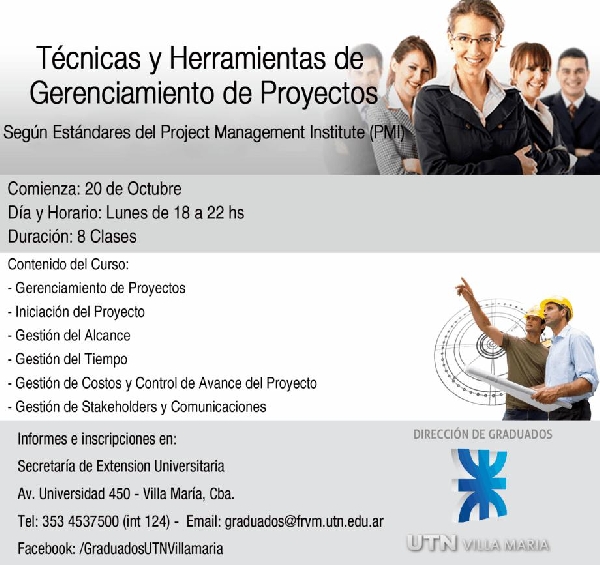 Técnicas y Herramientas de
Gerenciamiento de Proyectos
Según Estándares del Project Management Institute (PMI)
Comienza: 20 de Octubre
Día y Horario: Lunes de 18 a 22 hs
Duración: 8 Clases
Contenido del Curso:
- Gerenciamiento de Proyectos
- Iniciación del Proyecto
- Gestión del Alcance
- Gestión del Tiempo
- Gestión de Costos y Control de Avance del Proyecto
- Gestión de Stakeholders y Comunicaciones
Informes e inscripciones en:
Secretaría de Extension Universitaria
Av. Universidad 450 - Villa María, Cba.
Tel: 353 4537500 (int 124) - Email: graduados@frvm.utn.edu.ar
Facebook: /GraduadosUTNVillamaria
DIRECCIÓN DE GRADUADOS
UTN VILLA MARIA